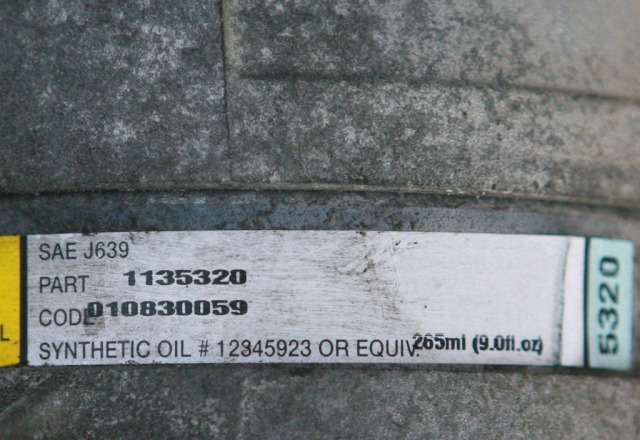 SAE J639
PART 1135320
CODE 010830059
SYNTHETIC OIL # 12345923 OR EQUIV. 265ml (9.0fl.oz)
5320
L